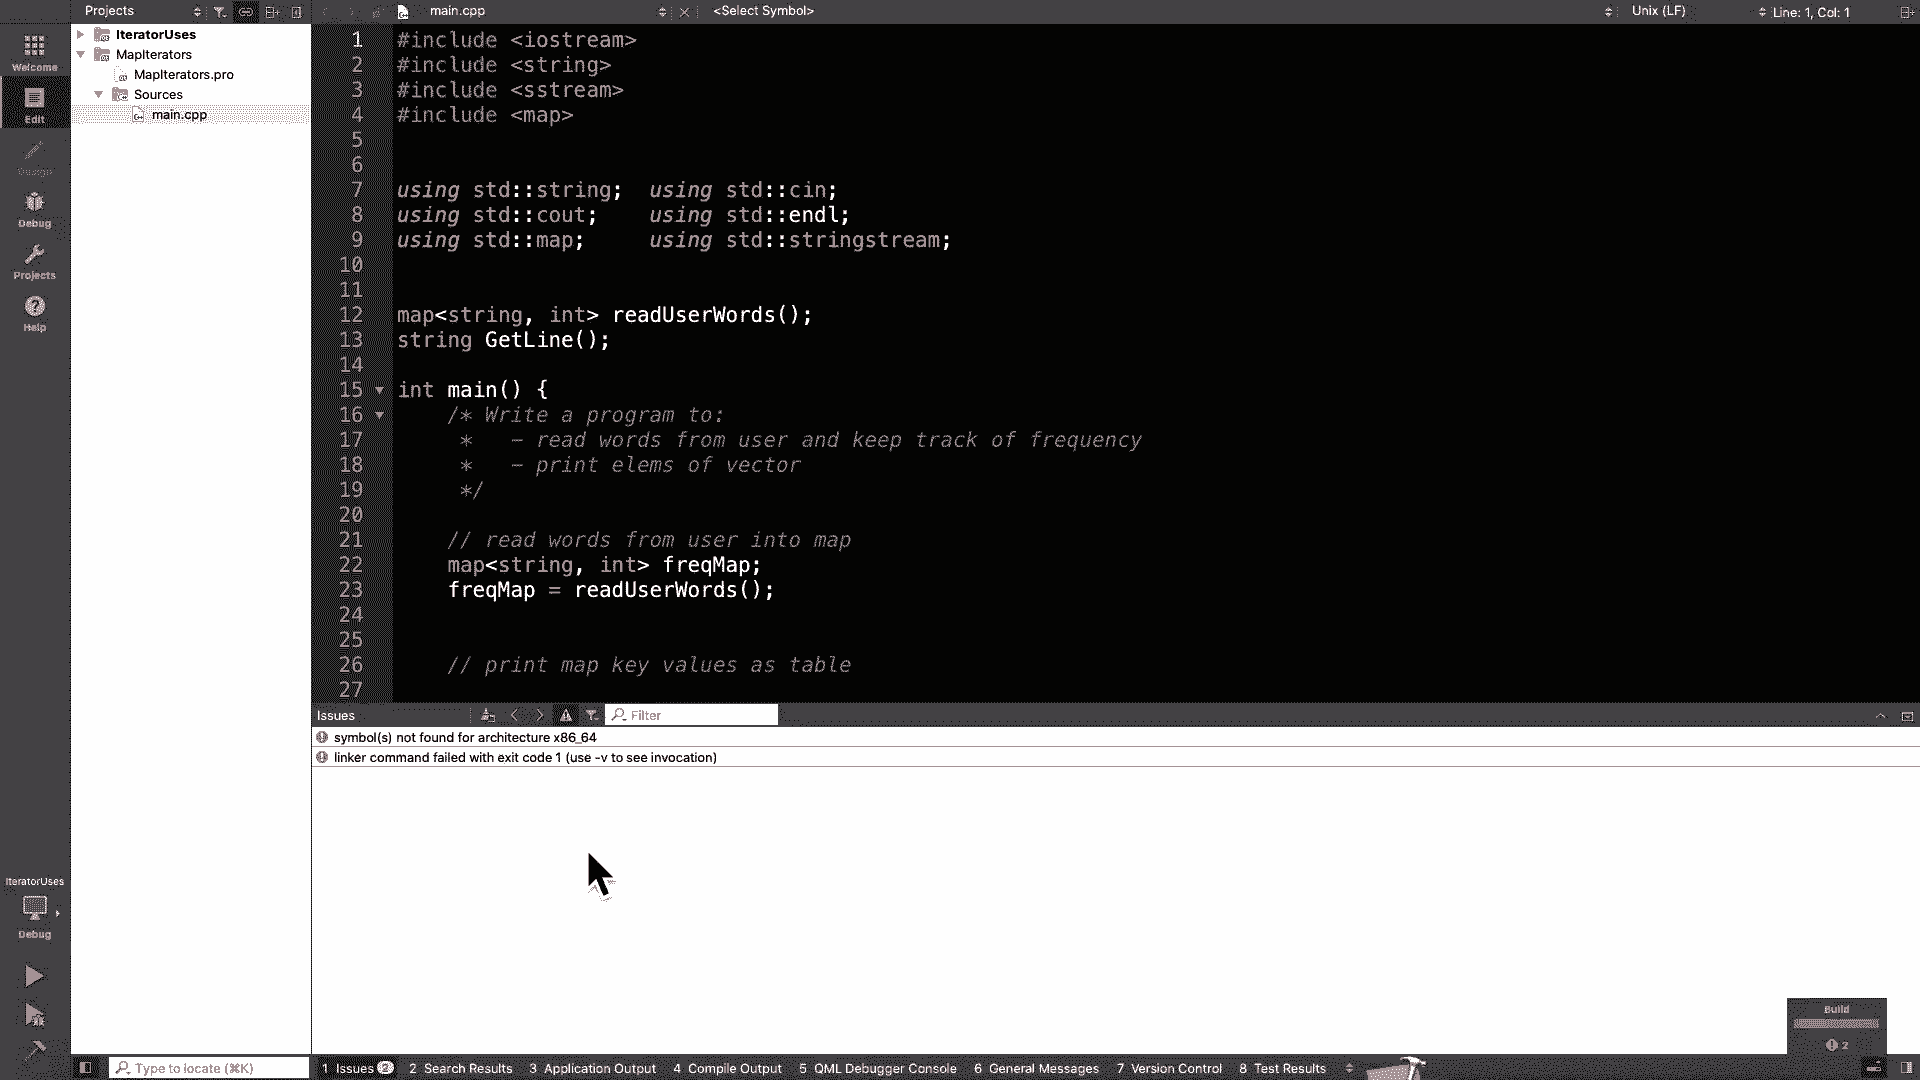 Projects
main.cpp
<Select Symbol>
Unix (LF)
Line: 1, Col: 1
Welcome
Edit
Design
Debug
Projects
Help
IteratorUses
MapIterators
MapIterators.pro
Sources
main.cpp
1 #include <iostream>
2 #include <string>
3 #include <sstream>
4 #include <map>
5
6
7 using std::string;  using std::cin;
8 using std::cout;    using std::endl;
9 using std::map;     using std::stringstream;
10
11
12 map<string, int> readUserWords();
13 string GetLine();
14
15 int main() {
16     /* Write a program to:
17      *   – read words from user and keep track of frequency
18      *   – print elems of vector
19      */
20
21     // read words from user into map
22     map<string, int> freqMap;
23     freqMap = readUserWords();
24
25
26     // print map key values as table
27
Issues
Filter
symbol(s) not found for architecture x86_64
linker command failed with exit code 1 (use -v to see invocation)
IteratorUses
Debug
Build
2
Type to locate (⌘K)
1 Issues 2
2 Search Results
3 Application Output
4 Compile Output
5 QML Debugger Console
6 General Messages
7 Version Control
8 Test Results